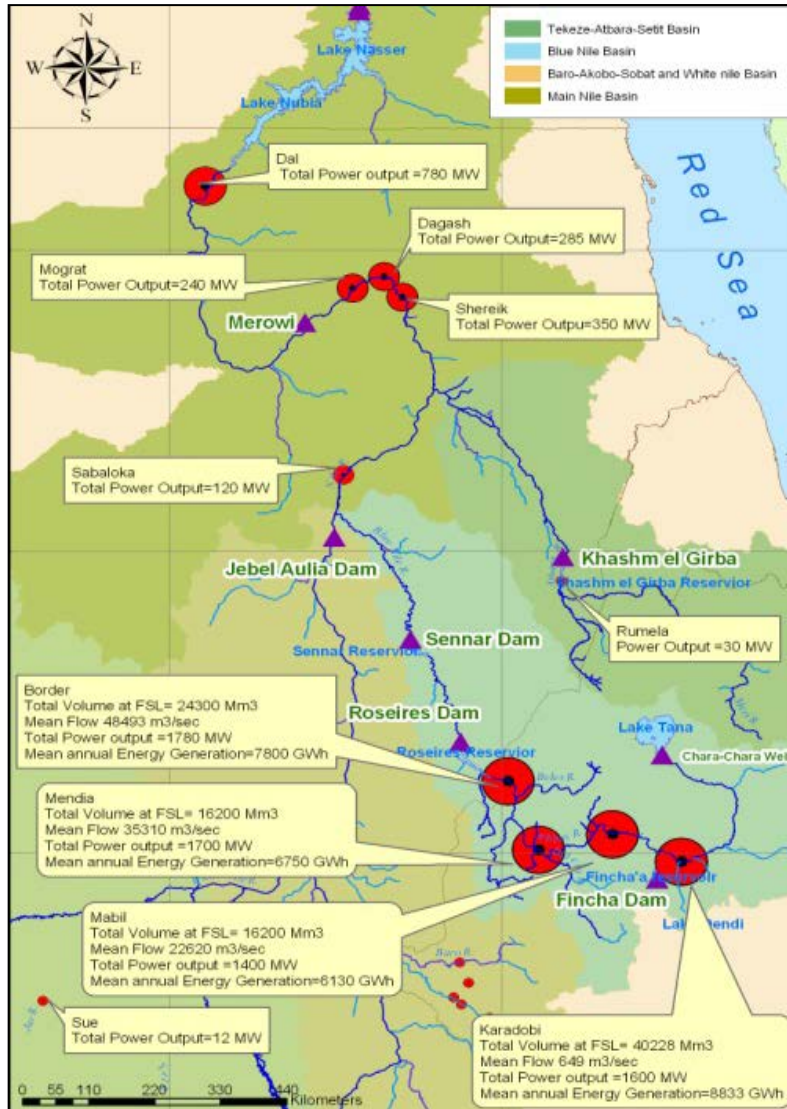 N
W
E
S
Tekeze-Atbara-Setit Basin
Blue Nile Basin
Baro-Akobo-Sobat and White nile Basin
Main Nile Basin
Lake Nasser
Lake Nubia
Red Sea
Dal
Total Power output =780 MW
Dagash
Total Power Output=285 MW
Mograt
Total Power Output=240 MW
Shereik
Total Power Outpu=350 MW
Merowi
Sabaloka
Total Power Output=120 MW
Jebel Aulia Dam
Khashm el Girba
Khashm el Girba Reservior
Rumela
Power Output =30 MW
Sennar Dam
Sennar Reservior
Border
Total Volume at FSL= 24300 Mm3
Mean Flow 48493 m3/sec
Total Power output =1780 MW
Mean annual Energy Generation=7800 GWh
Roseires Dam
Roseires Reservior
Lake Tana
Chara-Chara Wei
Beles R.
Mendia
Total Volume at FSL= 16200 Mm3
Mean Flow 35310 m3/sec
Total Power output =1700 MW
Mean annual Energy Generation=6750 GWh
Fincha'a Reservoir
Fincha Dam
Mabil
Total Volume at FSL= 16200 Mm3
Mean Flow 22620 m3/sec
Total Power output =1400 MW
Mean annual Energy Generation=6130 GWh
Baro R.
Sue
Total Power Output=12 MW
Karadobi
Total Volume at FSL= 40228 Mm3
Mean Flow 649 m3/sec
Total Power output =1600 MW
Mean annual Energy Generation=8833 GWh
0 55 110 220 330 440
Kilometers